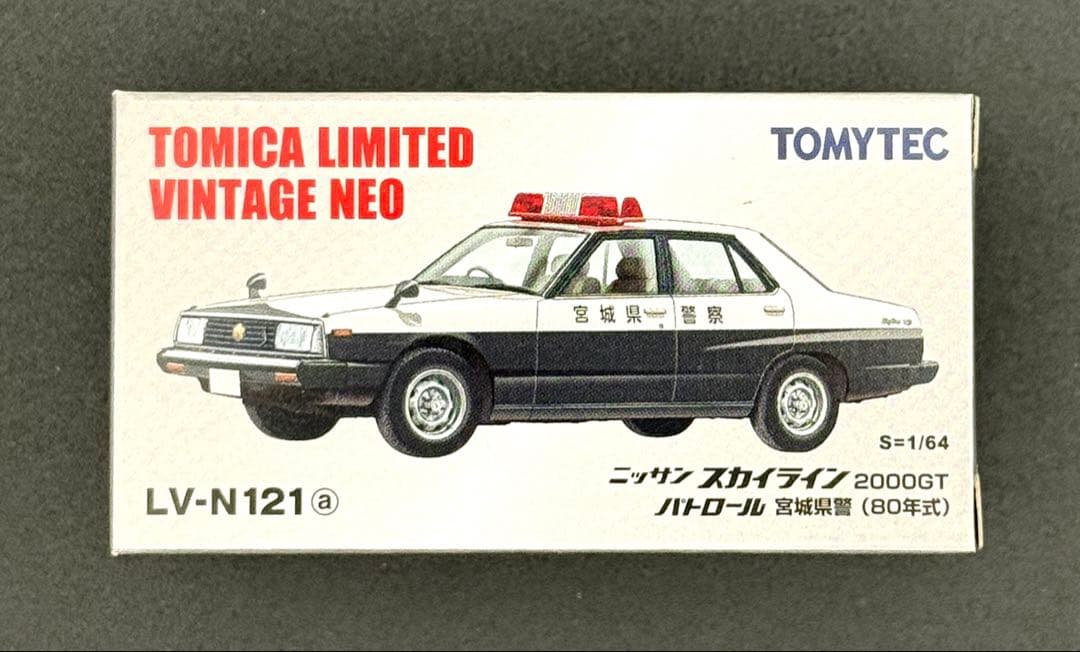 TOMICA LIMITED
VINTAGE NEO
TOMYTEC
宮城県 警察
S=1/64
LV-N121ⓐ
ニッサン スカイライン 2000GT
パトロール 宮城県警 (80年式)